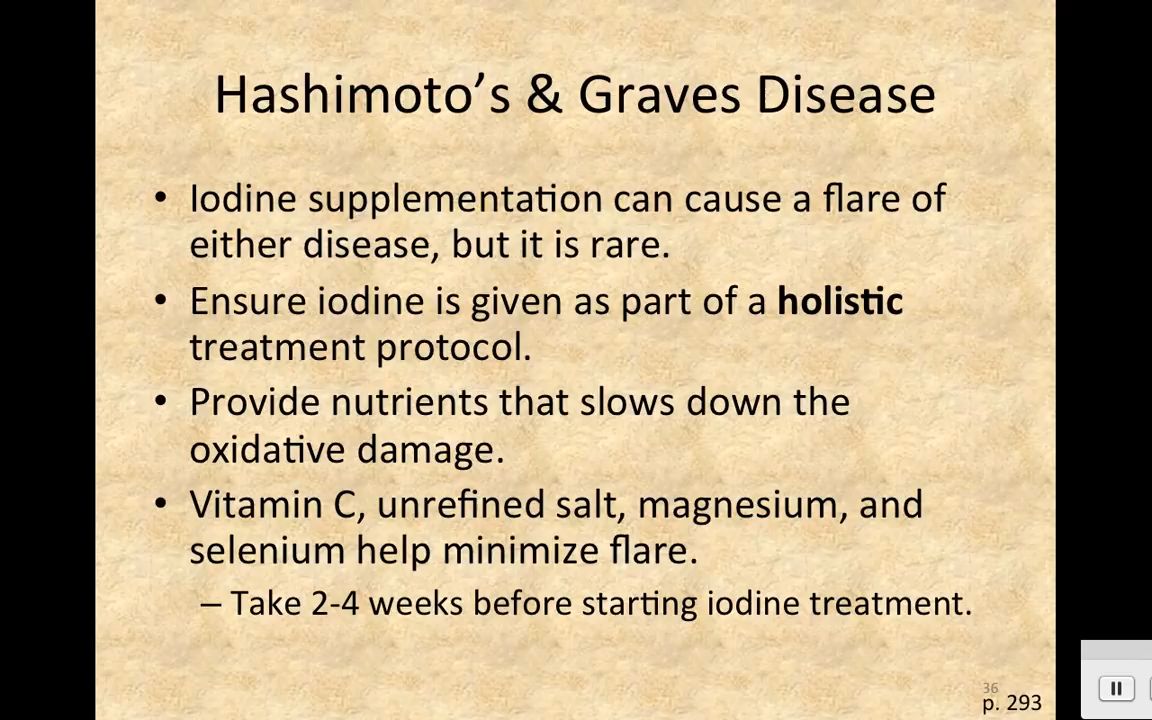 Hashimoto’s & Graves Disease
• Iodine supplementation can cause a flare of
either disease, but it is rare.
• Ensure iodine is given as part of a holistic
treatment protocol.
• Provide nutrients that slows down the
oxidative damage.
• Vitamin C, unrefined salt, magnesium, and
selenium help minimize flare.
– Take 2-4 weeks before starting iodine treatment.
36
p. 293